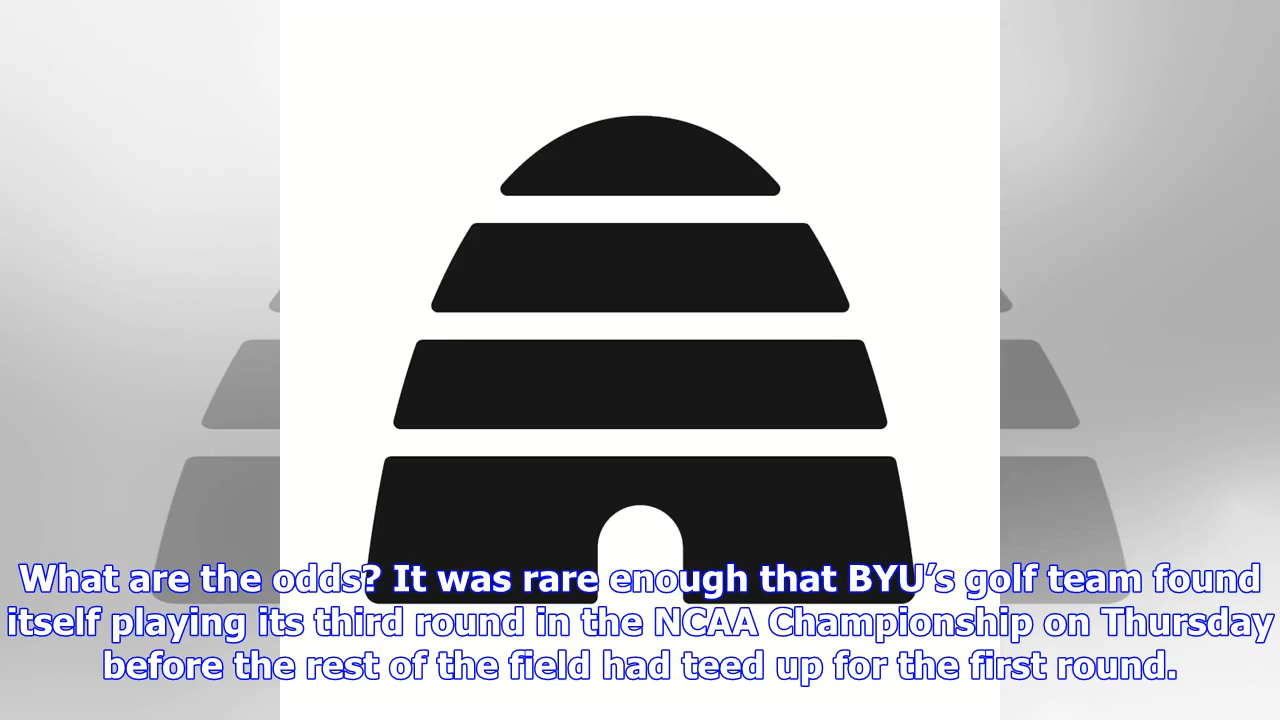 What are the odds? It was rare enough that BYU’s golf team found
itself playing its third round in the NCAA Championship on Thursday
before the rest of the field had teed up for the first round.